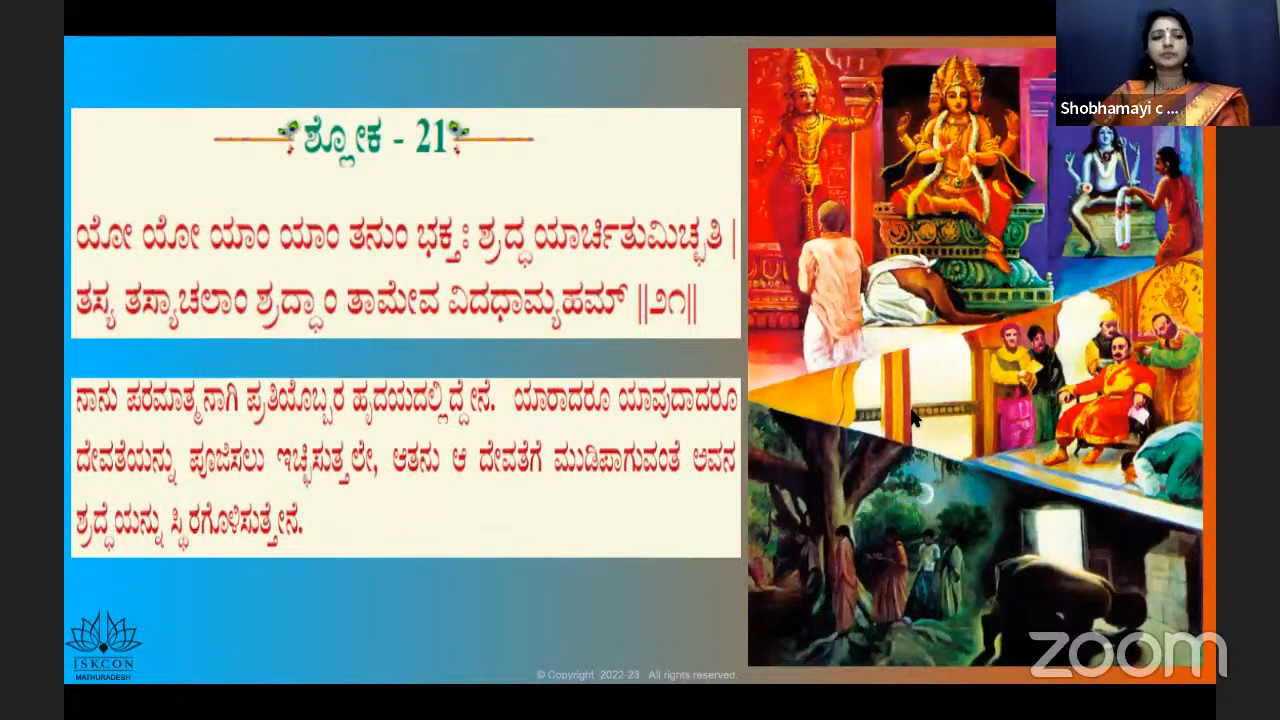 Shobhamayi c ...
ಶ್ಲೋಕ - 21
ಯೋ ಯೋ ಯಾಂ ಯಾಂ ತನುಂ ಭಕ್ತಃ ಶ್ರದ್ಧಯಾರ್ಚಿತುಮಿಚ್ಛತಿ |
ತಸ್ಯ ತಸ್ಯಾಚಲಾಂ ಶ್ರದ್ಧಾಂ ತಾಮೇವ ವಿದಧಾಮ್ಯಹಮ್ ||೨೧||
ನಾನು ಪರಮಾತ್ಮನಾಗಿ ಪ್ರತಿಯೊಬ್ಬರ ಹೃದಯದಲ್ಲಿದ್ದೇನೆ. ಯಾರಾದರೂ ಯಾವುದಾದರೂ
ದೇವತೆಯನ್ನು ಪೂಜಿಸಲು ಇಚ್ಛಿಸುತ್ತಲೇ, ಆತನು ಆ ದೇವತೆಗೆ ಮುಡಿಪಾಗುವಂತೆ ಅವನ
ಶ್ರದ್ಧೆಯನ್ನು ಸ್ಥಿರಗೊಳಿಸುತ್ತೇನೆ.
ISKCON
MATHURADESH
© Copyright 2022-23 All rights reserved.
zoom